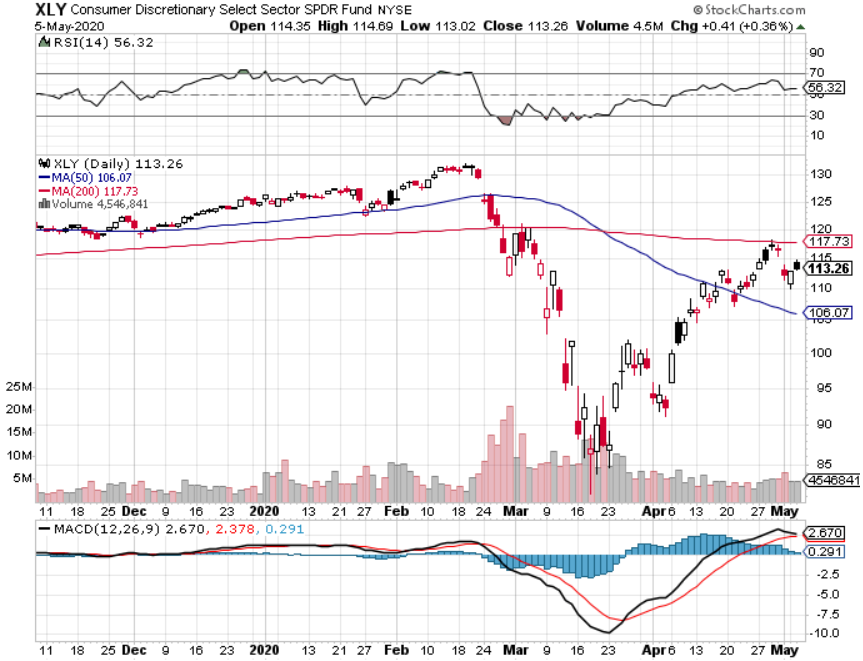 XLY Consumer Discretionary Select Sector SPDR Fund NYSE © StockCharts.com
5-May-2020 Open 114.35 High 114.69 Low 113.02 Close 113.26 Volume 4.5M Chg +0.41 (+0.36%)
RSI(14) 56.32
90
70
56.32
50
30
10
XLY (Daily) 113.26
MA(50) 106.07
MA(200) 117.73
Volume 4,546,841
130
125
120
117.73
115
113.26
110
106.07
105
100
95
90
85
25M
20M
15M
10M
5M
4546841
11 18 25 Dec 9 16 23 2020 13 21 27 Feb 10 18 24 Mar 9 16 23 Apr 13 20 27 May
MACD(12,26,9) 2.670, 2.378, 0.291
2.670
0.291
-2.5
-5.0
-7.5
-10.0
11 18 25 Dec 9 16 23 2020 13 21 27 Feb 10 18 24 Mar 9 16 23 30 Apr 13 20 27 May